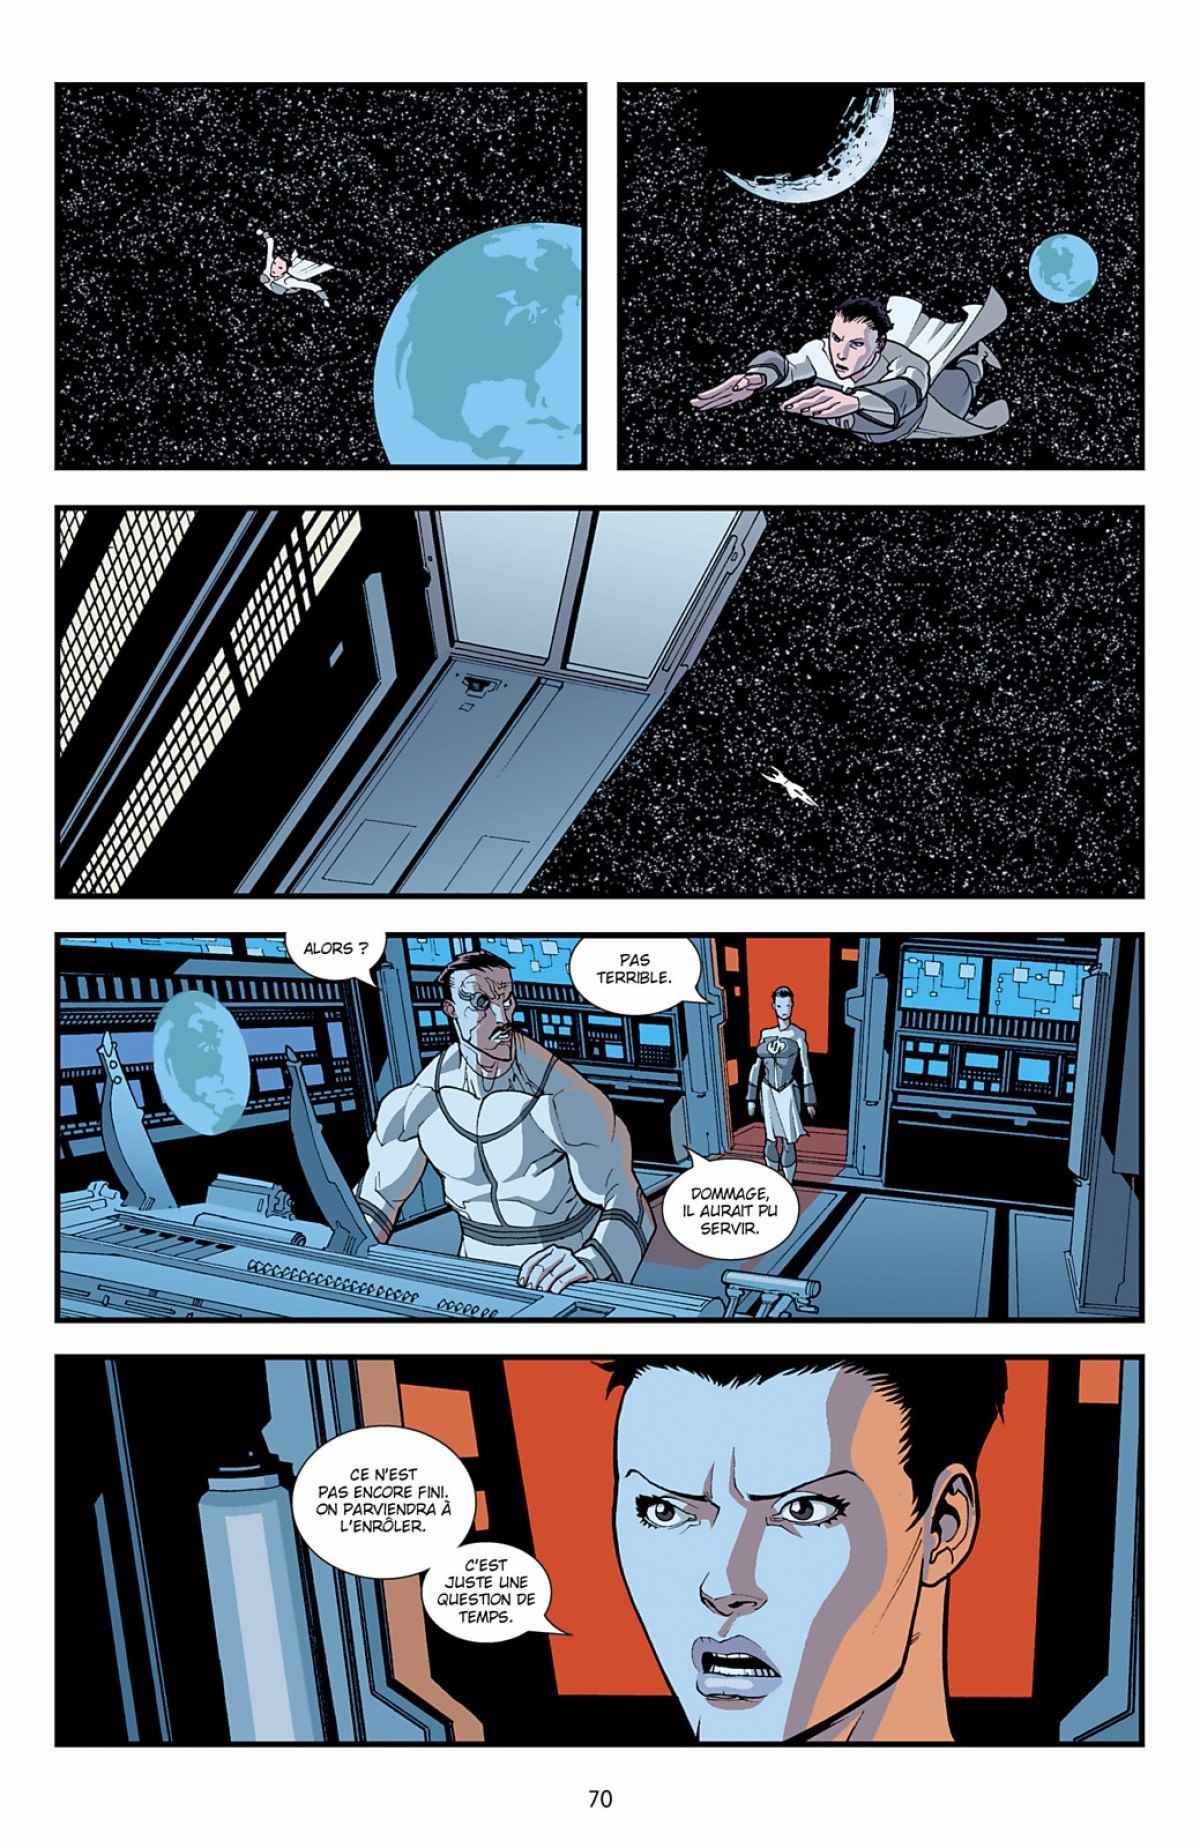 ALORS ?
PAS
TERRIBLE.
DOMMAGE,
IL AURAIT PU
SERVIR.
CE N'EST
PAS ENCORE FINI.
ON PARVIENDRA À
L'ENRÔLER.
C'EST
JUSTE UNE
QUESTION DE
TEMPS.
70